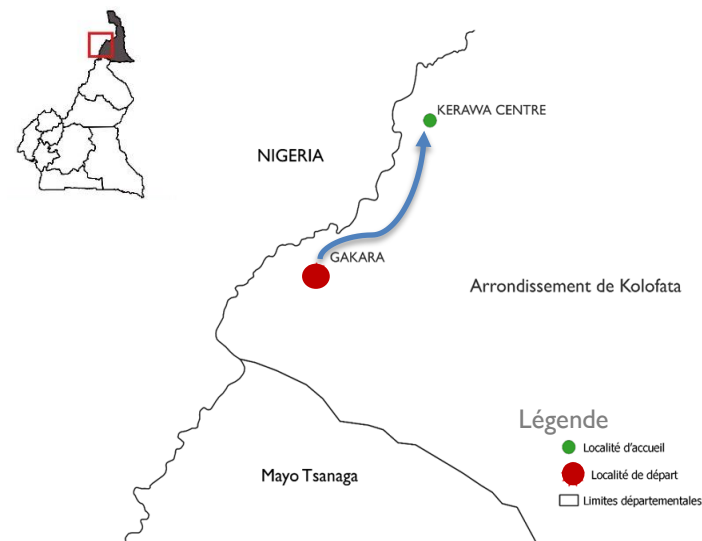 KERAWA CENTRE
NIGERIA
GAKARA
Arrondissement de Kolofata
Légende
Localité d'accueil
Mayo Tsanaga
Localité de départ
Limites départementales